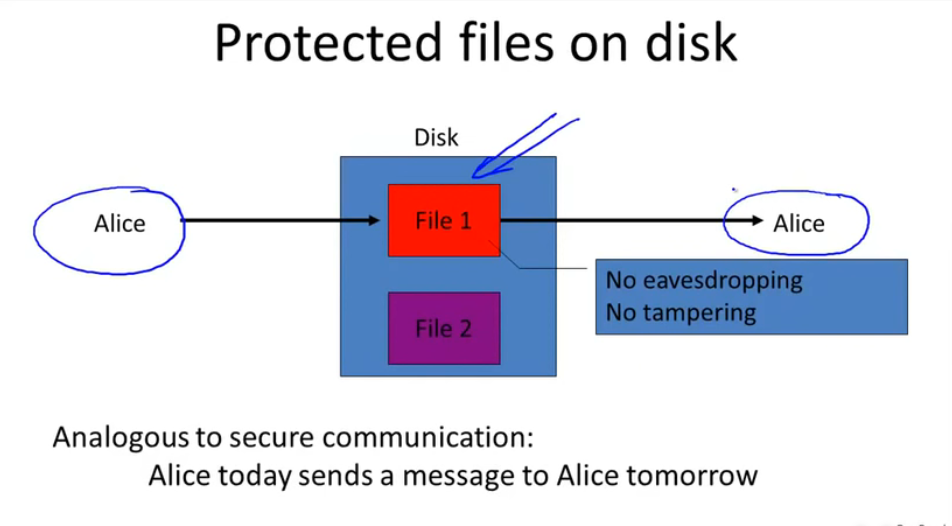 Protected files on disk
Disk
Alice
File 1
Alice
No eavesdropping
No tampering
File 2
Analogous to secure communication:
Alice today sends a message to Alice tomorrow